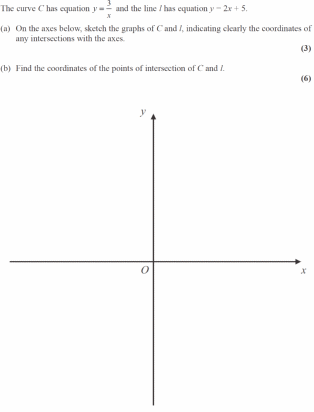 The curve C has equation y = 3/x and the line l has equation y = 2x + 5.
(a) On the axes below, sketch the graphs of C and l, indicating clearly the coordinates of
any intersections with the axes.
(3)
(b) Find the coordinates of the points of intersection of C and l.
(6)
y
O
x